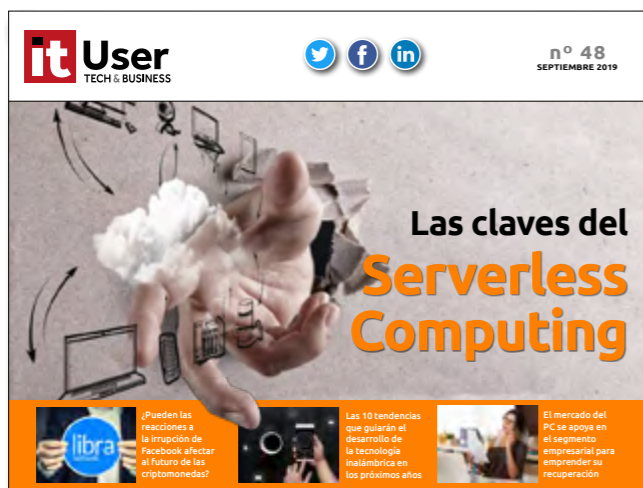 it User
TECH & BUSINESS
nº 48
SEPTIEMBRE 2019
Las claves del
Serverless
Computing
libra
¿Pueden las
reacciones a
la irrupción de
Facebook afectar
al futuro de las
criptomonedas?
Las 10 tendencias
que guiarán el
desarrollo de
la tecnología
inalámbrica en
los próximos años
El mercado del
PC se apoya en
el segmento
empresarial para
emprender su
recuperación